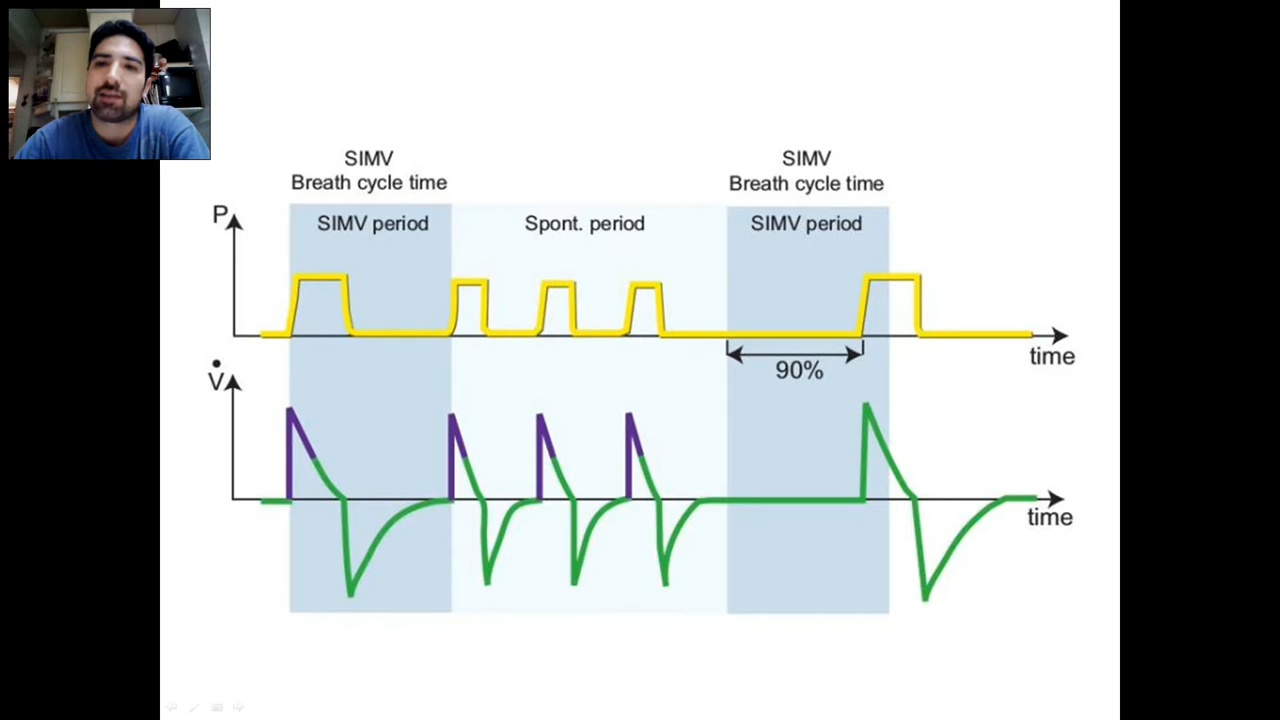 SIMV
Breath cycle time
SIMV
Breath cycle time
P
SIMV period
Spont. period
SIMV period
90%
time
V̇
time